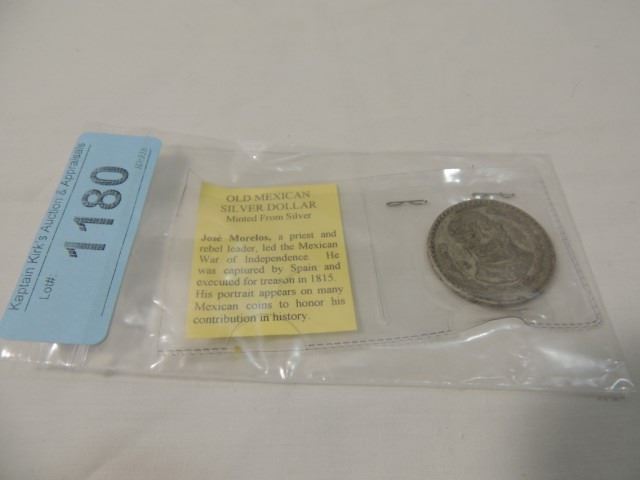 Kaplain Kirk's Auction & Appraisals
Lot#:
1180
OLD MEXICAN
SILVER DOLLAR
Minted From Silver
José Morelos, a priest and
rebel leader, led the Mexican
War of Independence. He
was captured by Spain and
executed for treason in 1815.
His portrait appears on many
Mexican coins to honor his
contribution in history.